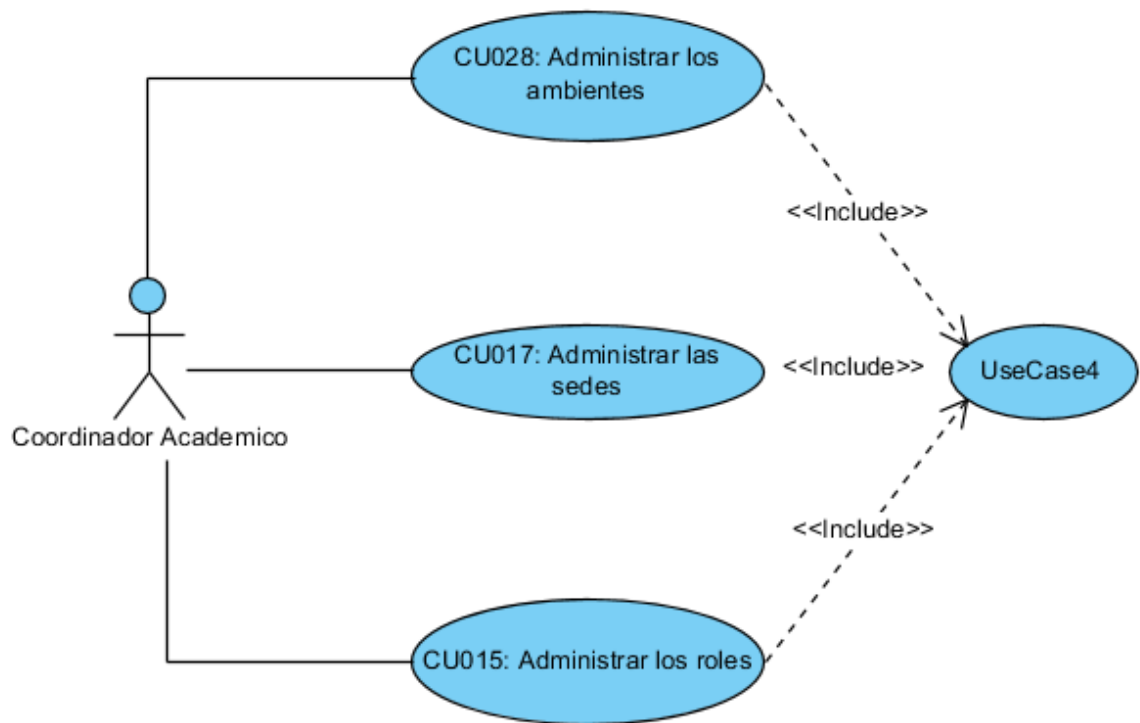 CU028: Administrar los
ambientes
<<Include>>
CU017: Administrar las
sedes
<<Include>>
UseCase4
Coordinador Academico
<<Include>>
CU015: Administrar los roles